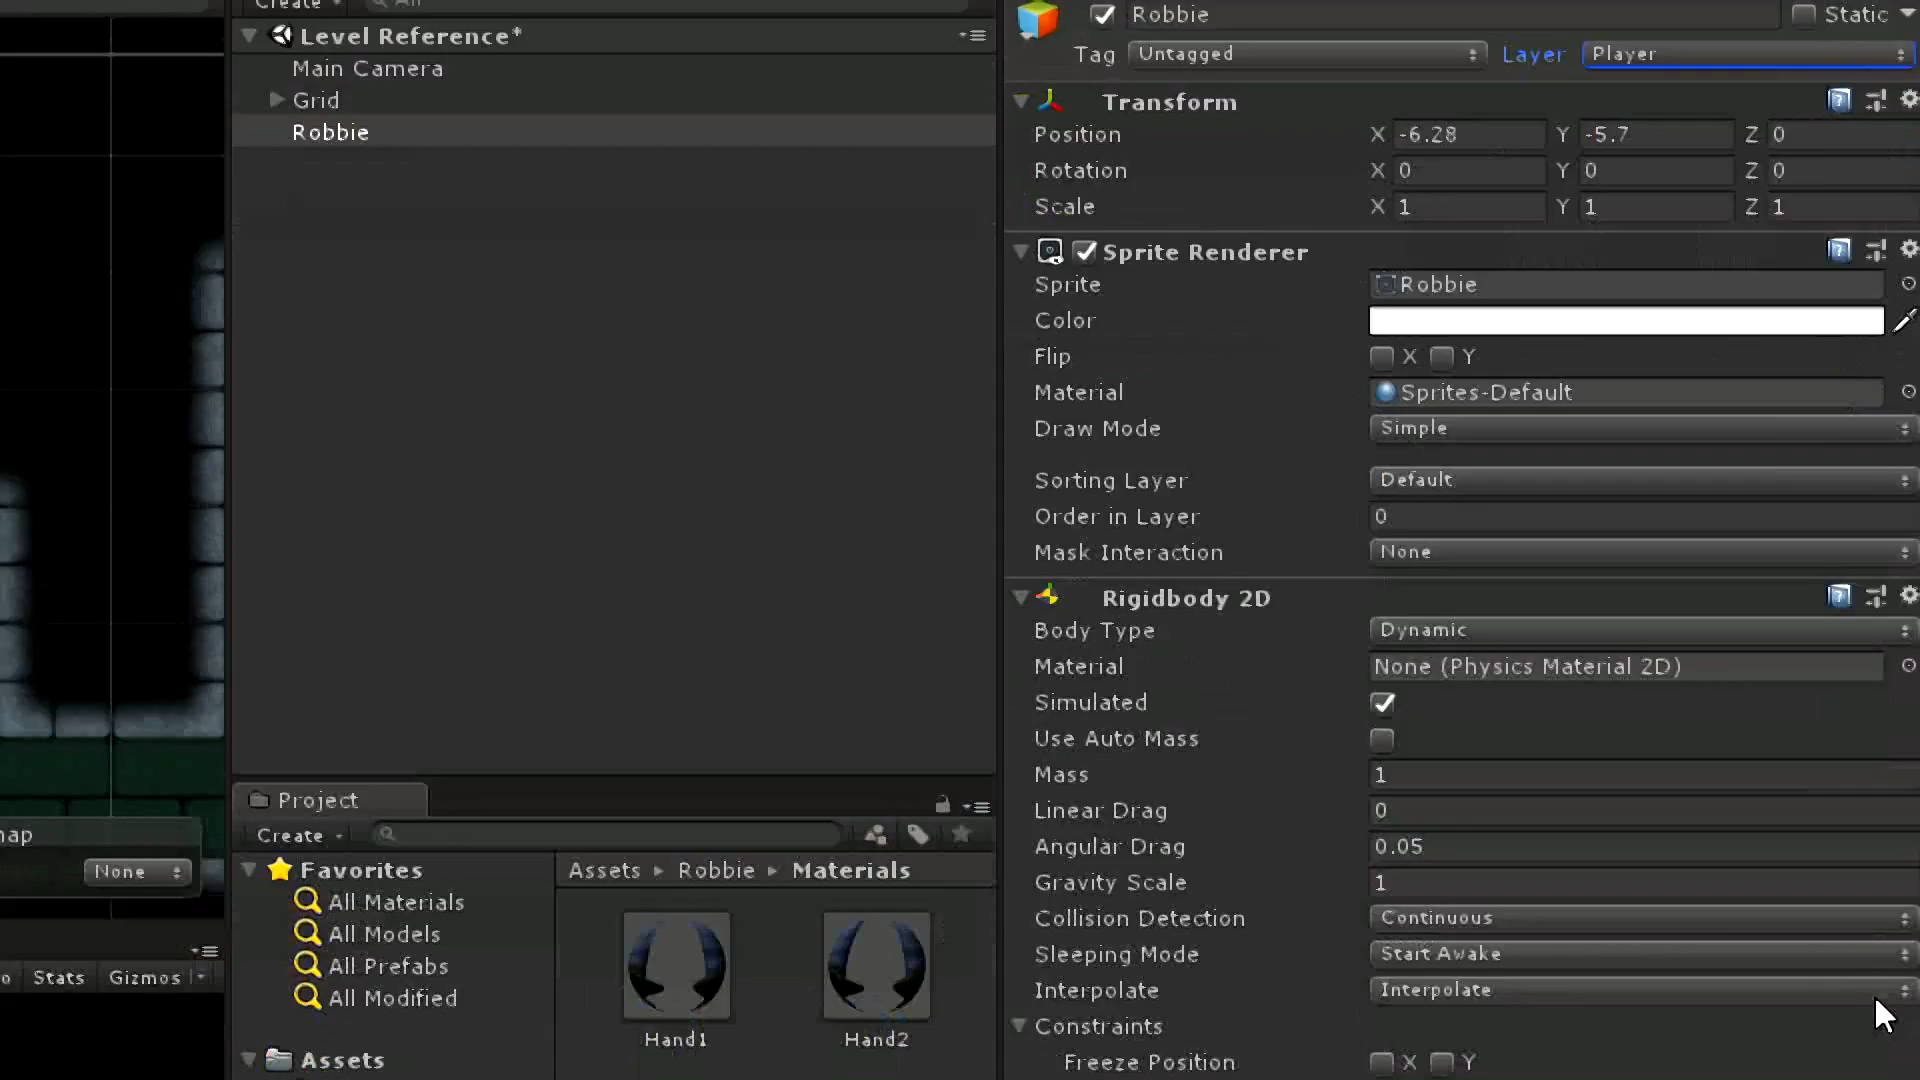 Create
All
Level Reference*
Main Camera
Grid
Robbie
Robbie
Static
Tag
Untagged
Layer
Player
Transform
Position
X -6.28
Y -5.7
Z 0
Rotation
X 0
Y 0
Z 0
Scale
X 1
Y 1
Z 1
Sprite Renderer
Sprite
Robbie
Color
Flip
X
Y
Material
Sprites-Default
Draw Mode
Simple
Sorting Layer
Default
Order in Layer
0
Mask Interaction
None
Rigidbody 2D
Body Type
Dynamic
Material
None (Physics Material 2D)
Simulated
Use Auto Mass
Mass
1
Linear Drag
0
Angular Drag
0.05
Gravity Scale
1
Collision Detection
Continuous
Sleeping Mode
Start Awake
Interpolate
Interpolate
Constraints
Freeze Position
X
Y
Project
Create
Favorites
All Materials
All Models
All Prefabs
All Modified
Assets
Assets ▸ Robbie ▸ Materials
Hand1
Hand2
map
None
o
Stats
Gizmos